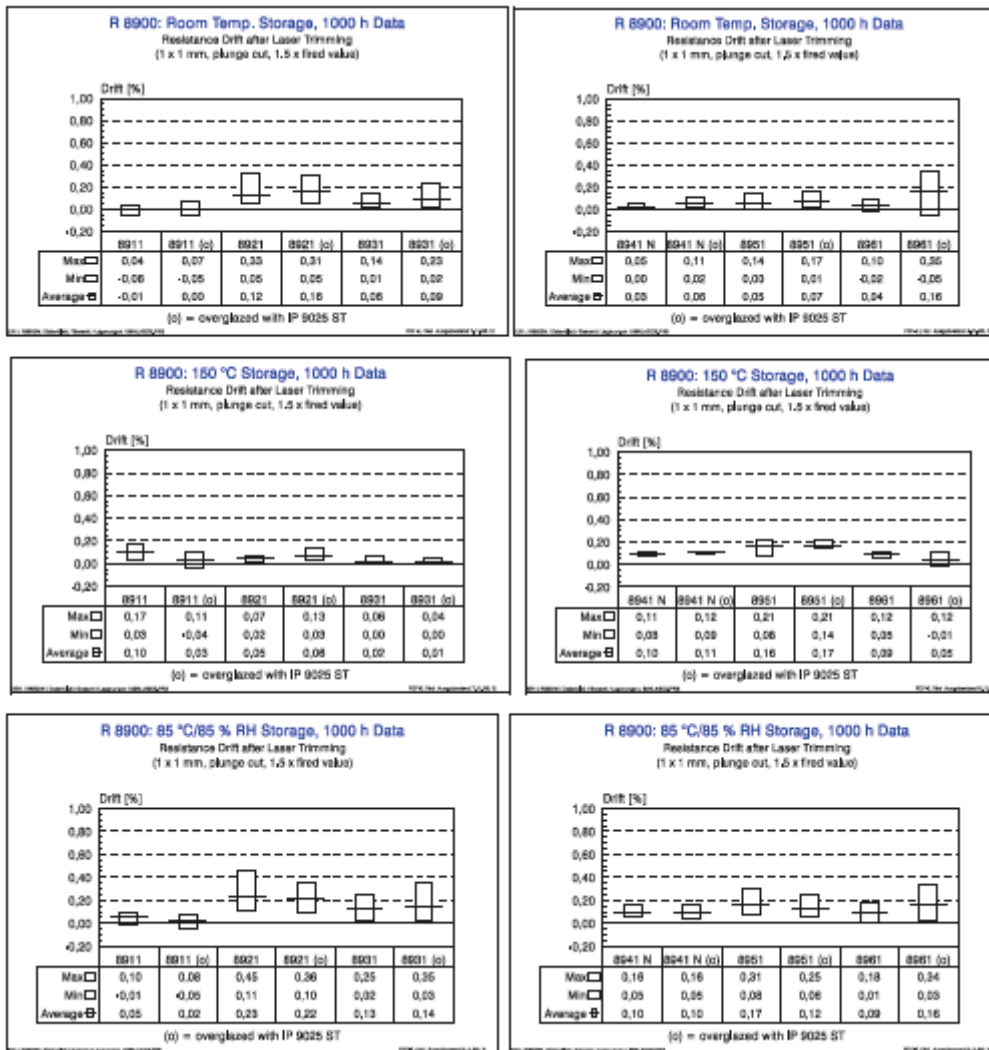 R 8900: Room Temp. Storage, 1000 h Data
Resistance Drift after Laser Trimming
(1 x 1 mm, plunge cut, 1.5 x fired value)
Drift [%]
1,00
0,80
0,60
0,40
0,20
0,00
-0,20
8911 8911 (o) 8921 8921 (o) 8931 8931 (o)
Max 0,04 0,07 0,33 0,31 0,14 0,23
Min -0,06 -0,05 0,05 0,05 0,01 0,02
Average -0,01 0,00 0,12 0,16 0,06 0,09
(o) = overglazed with IP 9025 ST
R 8900: Room Temp. Storage, 1000 h Data
Resistance Drift after Laser Trimming
(1 x 1 mm, plunge cut, 1,5 x fired value)
Drift [%]
1,00
0,80
0,60
0,40
0,20
0,00
-0,20
8941 N 8941 N (o) 8951 8951 (o) 8961 8961 (o)
Max 0,05 0,11 0,14 0,17 0,10 0,35
Min 0,00 0,02 0,00 0,01 -0,02 -0,05
Average 0,03 0,06 0,05 0,07 0,04 0,16
(o) = overglazed with IP 9025 ST
R 8900: 150 °C Storage, 1000 h Data
Resistance Drift after Laser Trimming
(1 x 1 mm, plunge cut, 1.5 x fired value)
Drift [%]
1,00
0,80
0,60
0,40
0,20
0,00
-0,20
8911 8911 (o) 8921 8921 (o) 8931 8931 (o)
Max 0,17 0,11 0,07 0,13 0,06 0,04
Min 0,03 -0,04 0,02 0,03 0,00 0,00
Average 0,10 0,03 0,05 0,06 0,02 0,01
(o) = overglazed with IP 9025 ST
R 8900: 150 °C Storage, 1000 h Data
Resistance Drift after Laser Trimming
(1 x 1 mm, plunge cut, 1.5 x fired value)
Drift [%]
1,00
0,80
0,60
0,40
0,20
0,00
-0,20
8941 N 8941 N (o) 8951 8951 (o) 8961 8961 (o)
Max 0,11 0,12 0,21 0,21 0,12 0,12
Min 0,08 0,09 0,08 0,14 0,05 -0,01
Average 0,10 0,11 0,16 0,17 0,09 0,05
(o) = overglazed with IP 9025 ST
R 8900: 85 °C/85 % RH Storage, 1000 h Data
Resistance Drift after Laser Trimming
(1 x 1 mm, plunge cut, 1.5 x fired value)
Drift [%]
1,00
0,80
0,60
0,40
0,20
0,00
-0,20
8911 8911 (o) 8921 8921 (o) 8931 8931 (o)
Max 0,10 0,08 0,45 0,36 0,25 0,35
Min -0,01 -0,05 0,11 0,10 0,02 0,03
Average 0,05 0,02 0,23 0,22 0,13 0,14
(o) = overglazed with IP 9025 ST
R 8900: 85 °C/85 % RH Storage, 1000 h Data
Resistance Drift after Laser Trimming
(1 x 1 mm, plunge cut, 1.5 x fired value)
Drift [%]
1,00
0,80
0,60
0,40
0,20
0,00
-0,20
8941 N 8941 N (o) 8951 8951 (o) 8961 8961 (o)
Max 0,16 0,16 0,31 0,25 0,18 0,34
Min 0,05 0,05 0,08 0,06 0,01 0,03
Average 0,10 0,10 0,17 0,12 0,09 0,16
(o) = overglazed with IP 9025 ST